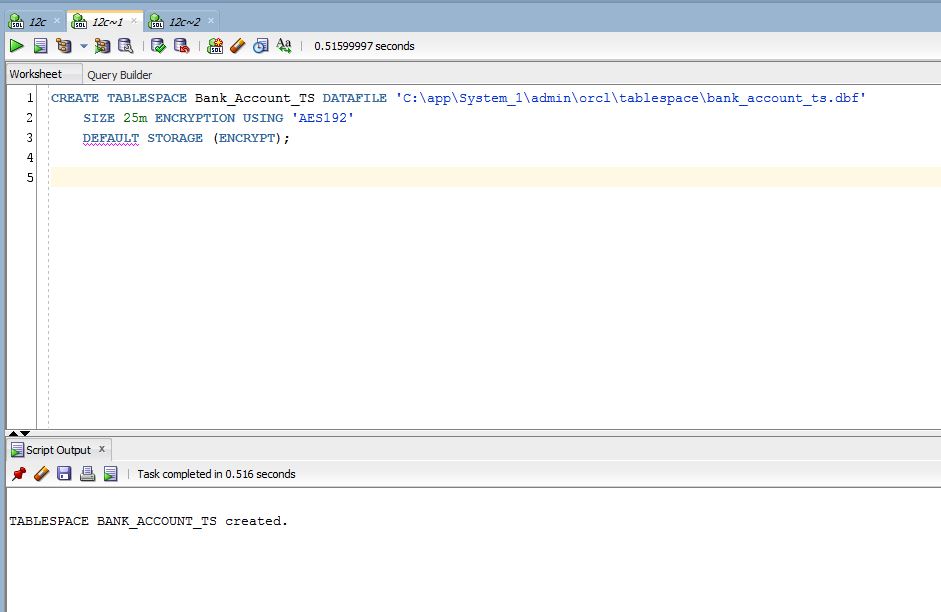 12c
12c~1
12c~2
0.51599997 seconds
Worksheet
Query Builder
1 CREATE TABLESPACE Bank_Account_TS DATAFILE 'C:\app\System_1\admin\orcl\tablespace\bank_account_ts.dbf'
2 SIZE 25m ENCRYPTION USING 'AES192'
3 DEFAULT STORAGE (ENCRYPT);
4
5
Script Output
Task completed in 0.516 seconds
TABLESPACE BANK_ACCOUNT_TS created.